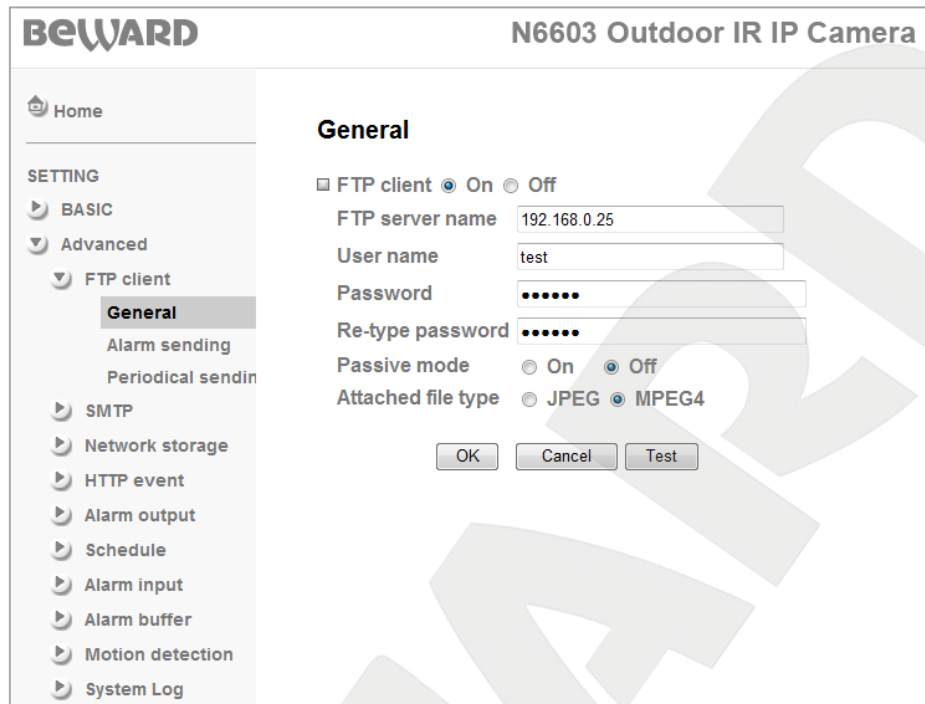 BEWARD
N6603 Outdoor IR IP Camera
Home
SETTING
BASIC
Advanced
FTP client
General
Alarm sending
Periodical sendin
SMTP
Network storage
HTTP event
Alarm output
Schedule
Alarm input
Alarm buffer
Motion detection
System Log
General
FTP client On Off
FTP server name 192.168.0.25
User name test
Password ••••••
Re-type password ••••••
Passive mode On Off
Attached file type JPEG MPEG4
OK Cancel Test